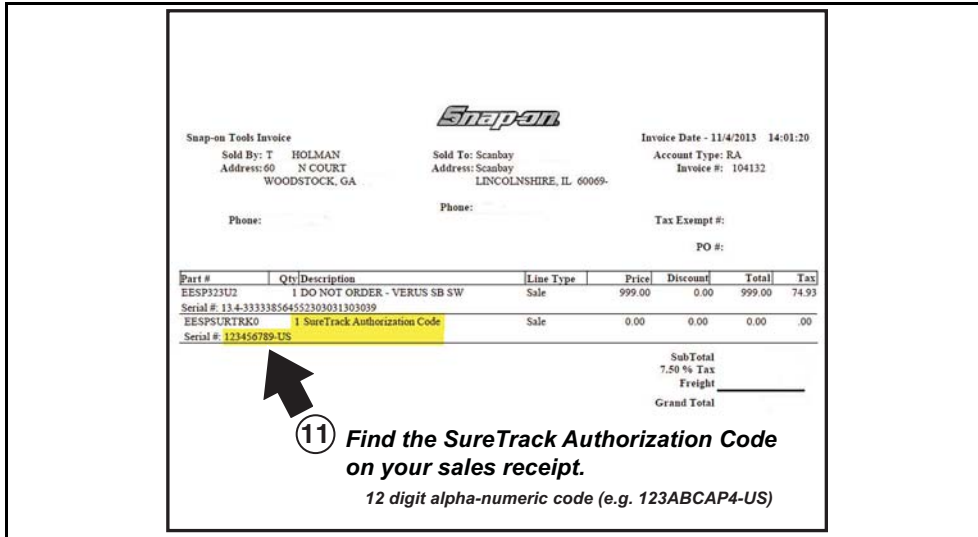 Snap-on
Snap-on Tools Invoice
Invoice Date - 11/4/2013 14:01:20
Sold By: T HOLMAN
Sold To: Scanbay
Account Type: RA
Address: 60 N COURT
Address: Scanbay
Invoice #: 104132
WOODSTOCK, GA
LINCOLNSHIRE, IL 60069-
Phone:
Phone:
Tax Exempt #:
PO #:
Part # Qty Description Line Type Price Discount Total Tax
EESP323U2 1 DO NOT ORDER - VERUS SB SW Sale 999.00 0.00 999.00 74.93
Serial #: 13.4-3333385645523030313030​39
EESPSURTRK0 1 SureTrack Authorization Code Sale 0.00 0.00 0.00 .00
Serial #: 123456789-US
SubTotal
7.50 % Tax
Freight
Grand Total
11 Find the SureTrack Authorization Code
on your sales receipt.
12 digit alpha-numeric code (e.g. 123ABCAP4-US)